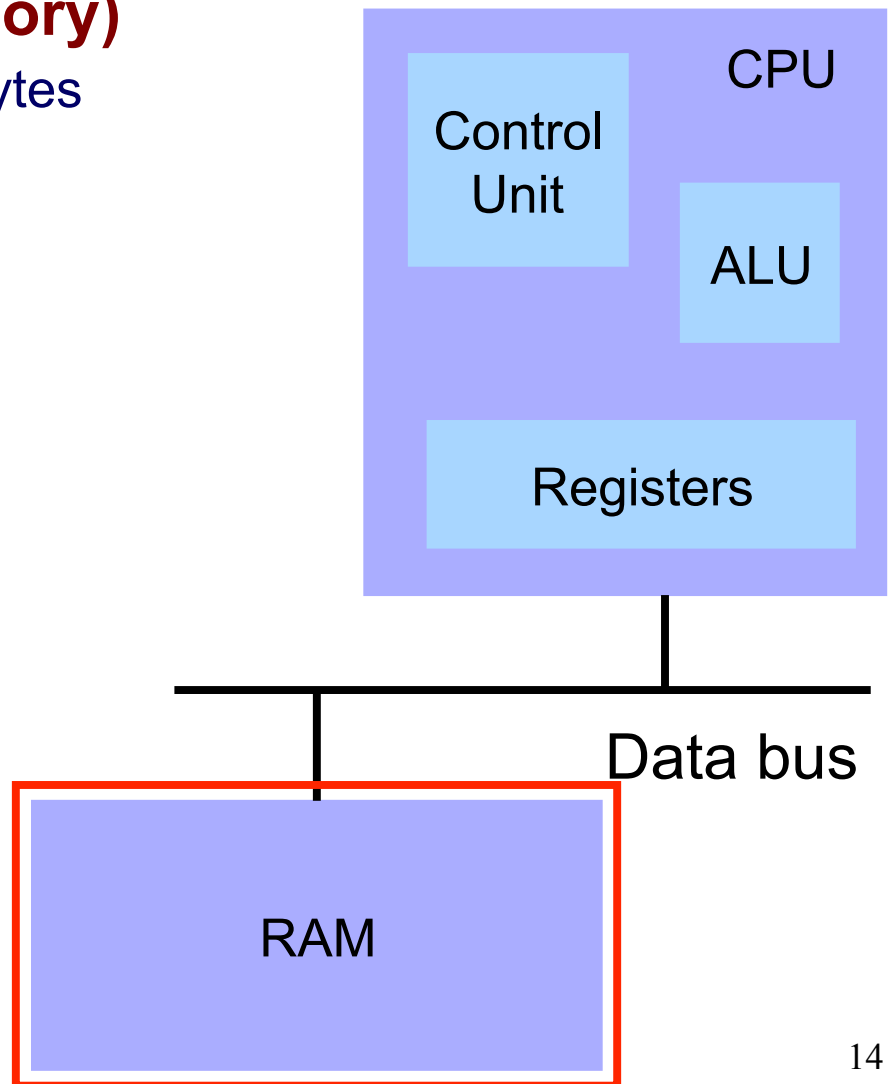 ory)
ytes
CPU
Control
Unit
ALU
Registers
Data bus
RAM
14